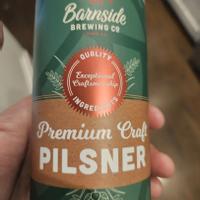 Barnside
BREWING CO
QUALITY
Exceptional
Craftsmanship
INGREDIENTS
Premium Craft
PILSNER